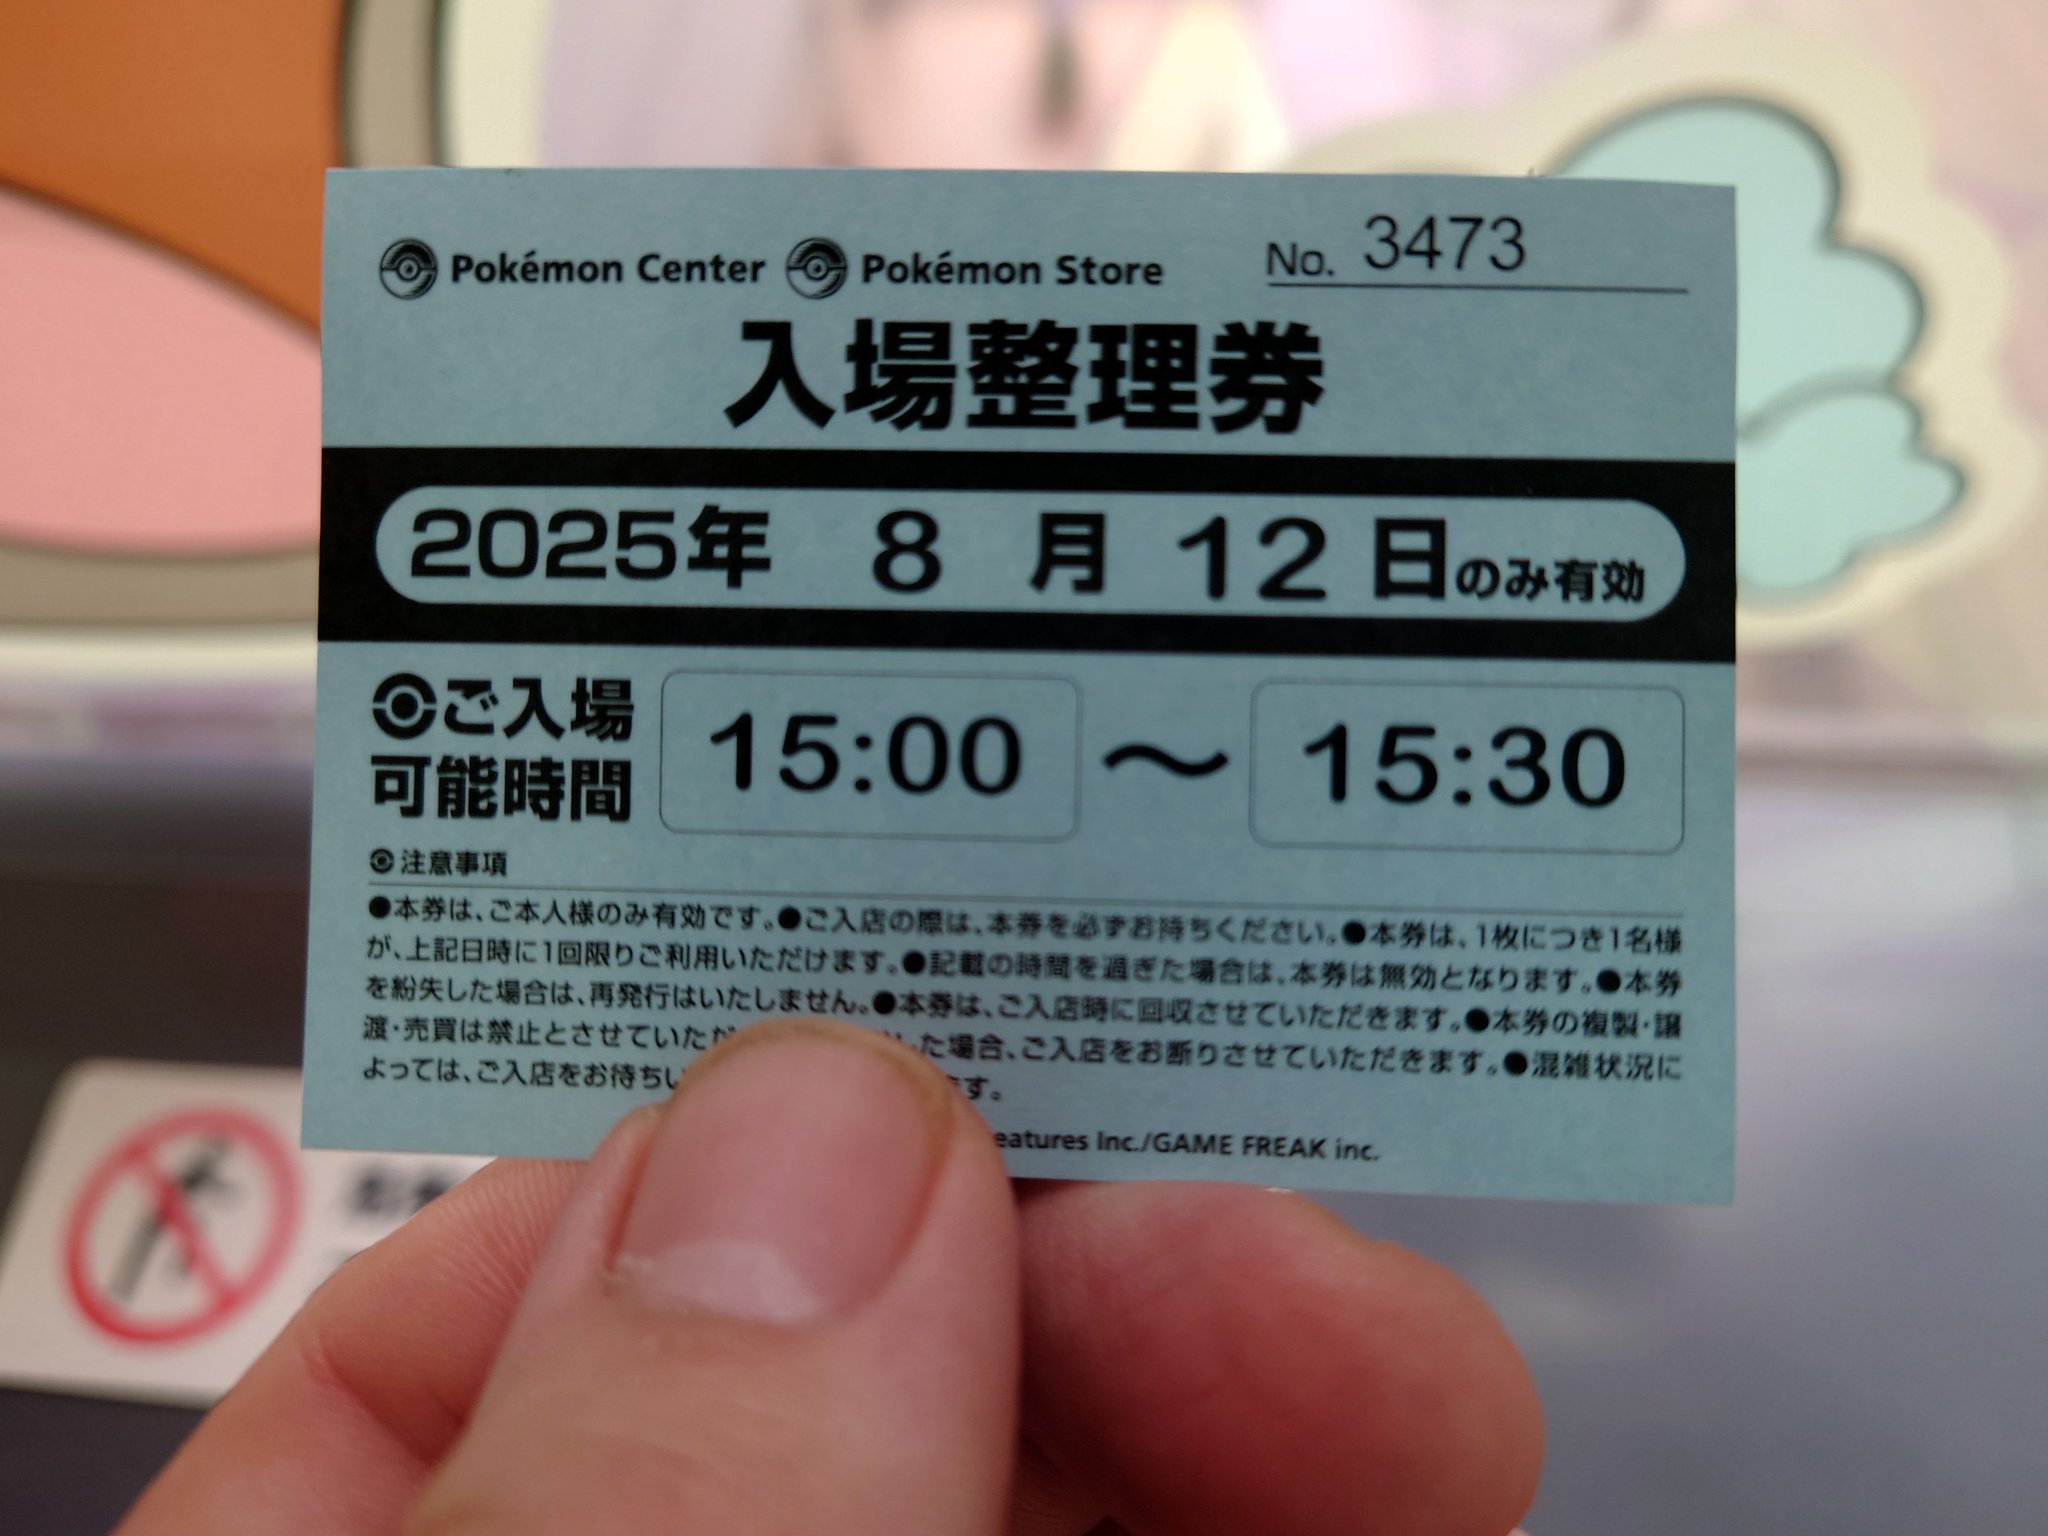 Pokémon Center Pokémon Store No. 3473
入場整理券
2025年 8 月 12 日のみ有効
ご入場
可能時間
15:00 〜 15:30
注意事項
●本券は、ご本人様のみ有効です。●ご入店の際は、本券を必ずお持ちください。●本券は、1枚につき1名様
が、上記日時に1回限りご利用いただけます。●記載の時間を過ぎた場合は、本券は無効となります。●本券
を紛失した場合は、再発行はいたしません。●本券は、ご入店時に回収させていただきます。●本券の複製・譲
渡・売買は禁止とさせていただ した場合、ご入店をお断りさせていただきます。●混雑状況に
よっては、ご入店をお待ちい ます。
eatures Inc./GAME FREAK inc.